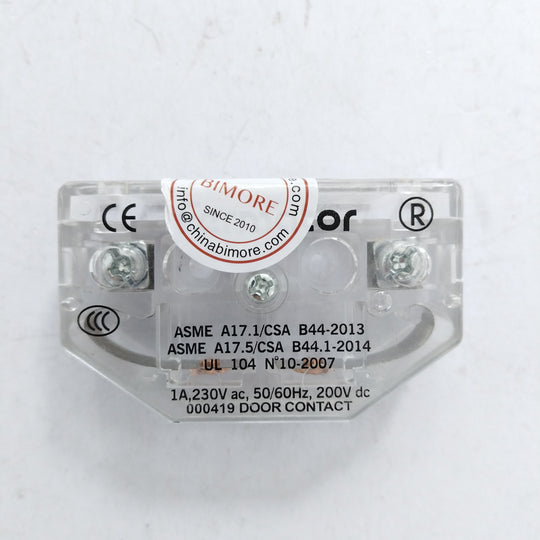 BIMORE
SINCE 2010
info@chinabimore.com
CE
tor ®
CCC
ASME A17.1/CSA B44-2013
ASME A17.5/CSA B44.1-2014
UL 104 N°10-2007
1A,230V ac, 50/60Hz, 200V dc
000419 DOOR CONTACT